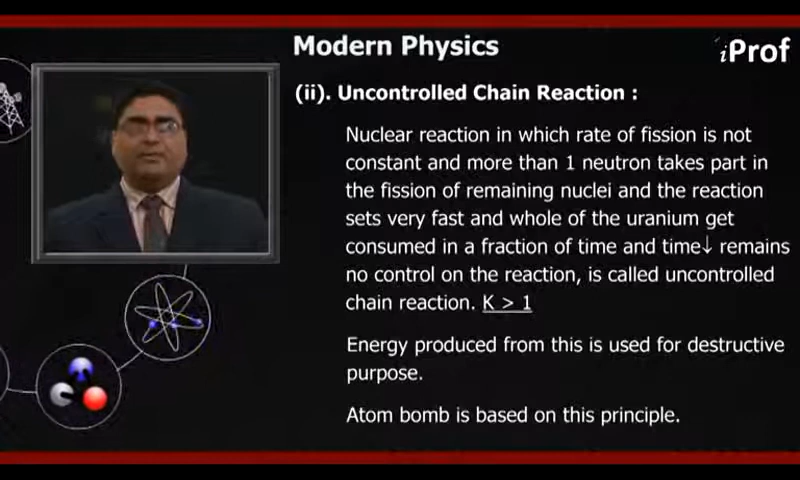 Modern Physics
iProf
(ii). Uncontrolled Chain Reaction :
Nuclear reaction in which rate of fission is not
constant and more than 1 neutron takes part in
the fission of remaining nuclei and the reaction
sets very fast and whole of the uranium get
consumed in a fraction of time and time↓ remains
no control on the reaction, is called uncontrolled
chain reaction. K > 1
Energy produced from this is used for destructive
purpose.
Atom bomb is based on this principle.